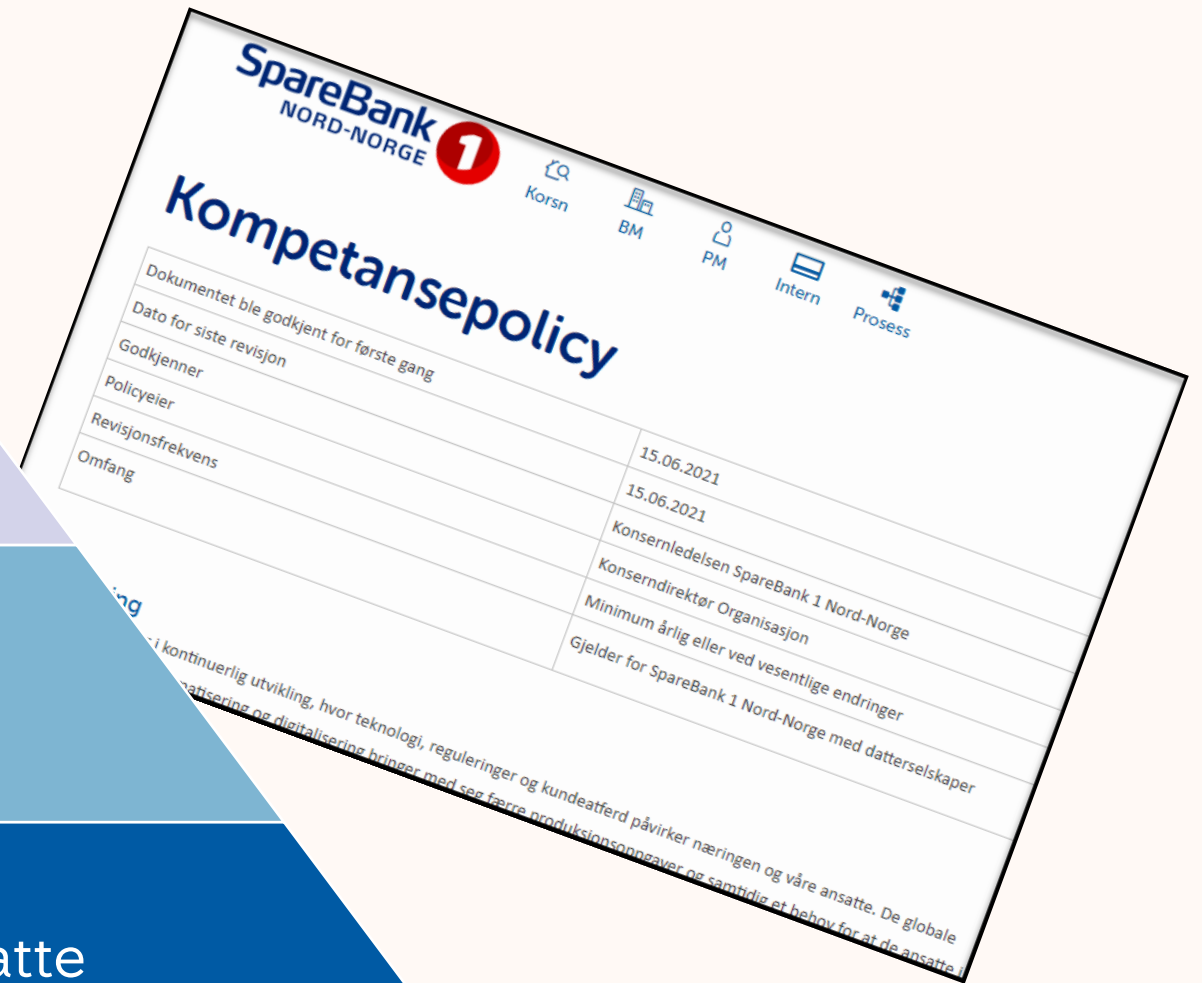 SpareBank
NORD-NORGE
1
Korsn
BM
PM
Intern
Prosess
Kompetansepolicy
Dokumentet ble godkjent for første gang 15.06.2021
Dato for siste revisjon 15.06.2021
Godkjenner Konsernledelsen SpareBank 1 Nord-Norge
Policyeier Konserndirektør Organisasjon
Revisjonsfrekvens Minimum årlig eller ved vesentlige endringer
Omfang Gjelder for SpareBank 1 Nord-Norge med datterselskaper
ng
i kontinuerlig utvikling, hvor teknologi, reguleringer og kundeatferd påvirker næringen og våre ansatte. De globale
matisering og digitalisering bringer med seg færre produksjonsoppgaver og samtidig et behov for at de ansatte i
atte